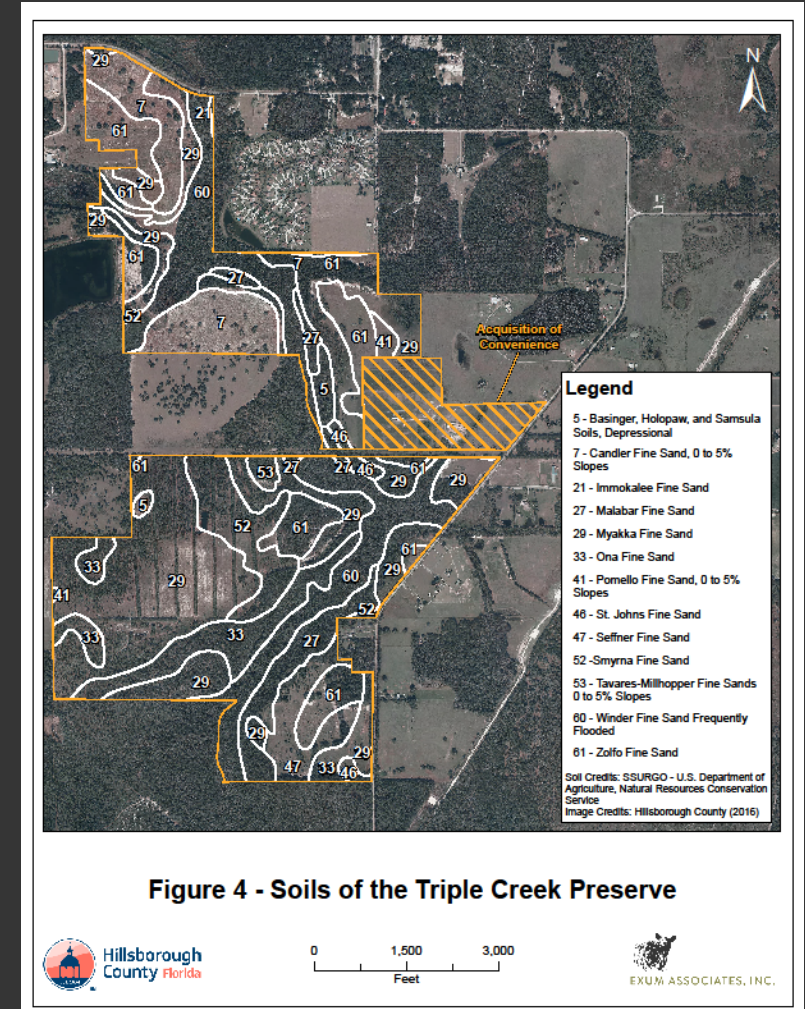 N
29
7
21
61
29
61
29
60
29
29
61
52
27
7
61
7
27
61
41
29
Acquisition of
Convenience
5
46
61
53
27
27
46
61
29
29
5
52
61
29
33
29
61
41
60
29
52
33
33
27
29
61
29
29
47
33
46
Legend
5 - Basinger, Holopaw, and Samsula
Soils, Depressional
7 - Candler Fine Sand, 0 to 5%
Slopes
21 - Immokalee Fine Sand
27 - Malabar Fine Sand
29 - Myakka Fine Sand
33 - Ona Fine Sand
41 - Pomello Fine Sand, 0 to 5%
Slopes
46 - St. Johns Fine Sand
47 - Seffner Fine Sand
52 -Smyrna Fine Sand
53 - Tavares-Millhopper Fine Sands
0 to 5% Slopes
60 - Winder Fine Sand Frequently
Flooded
61 - Zolfo Fine Sand
Soil Credits: SSURGO - U.S. Department of
Agriculture, Natural Resources Conservation
Service
Image Credits: Hillsborough County (2016)
Figure 4 - Soils of the Triple Creek Preserve
Hillsborough
County Florida
0 1,500 3,000
Feet
EXUM ASSOCIATES, INC.